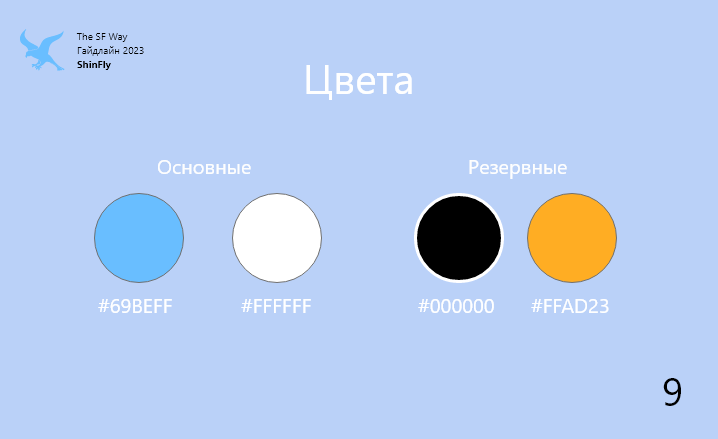 The SF Way
Гайдлайн 2023
ShinFly
Цвета
Основные
Резервные
#69BEFF
#FFFFFF
#000000
#FFAD23
9